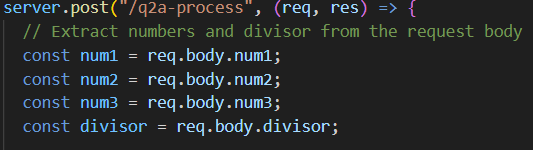 server.post("/q2a-process", (req, res) => {
// Extract numbers and divisor from the request body
const num1 = req.body.num1;
const num2 = req.body.num2;
const num3 = req.body.num3;
const divisor = req.body.divisor;